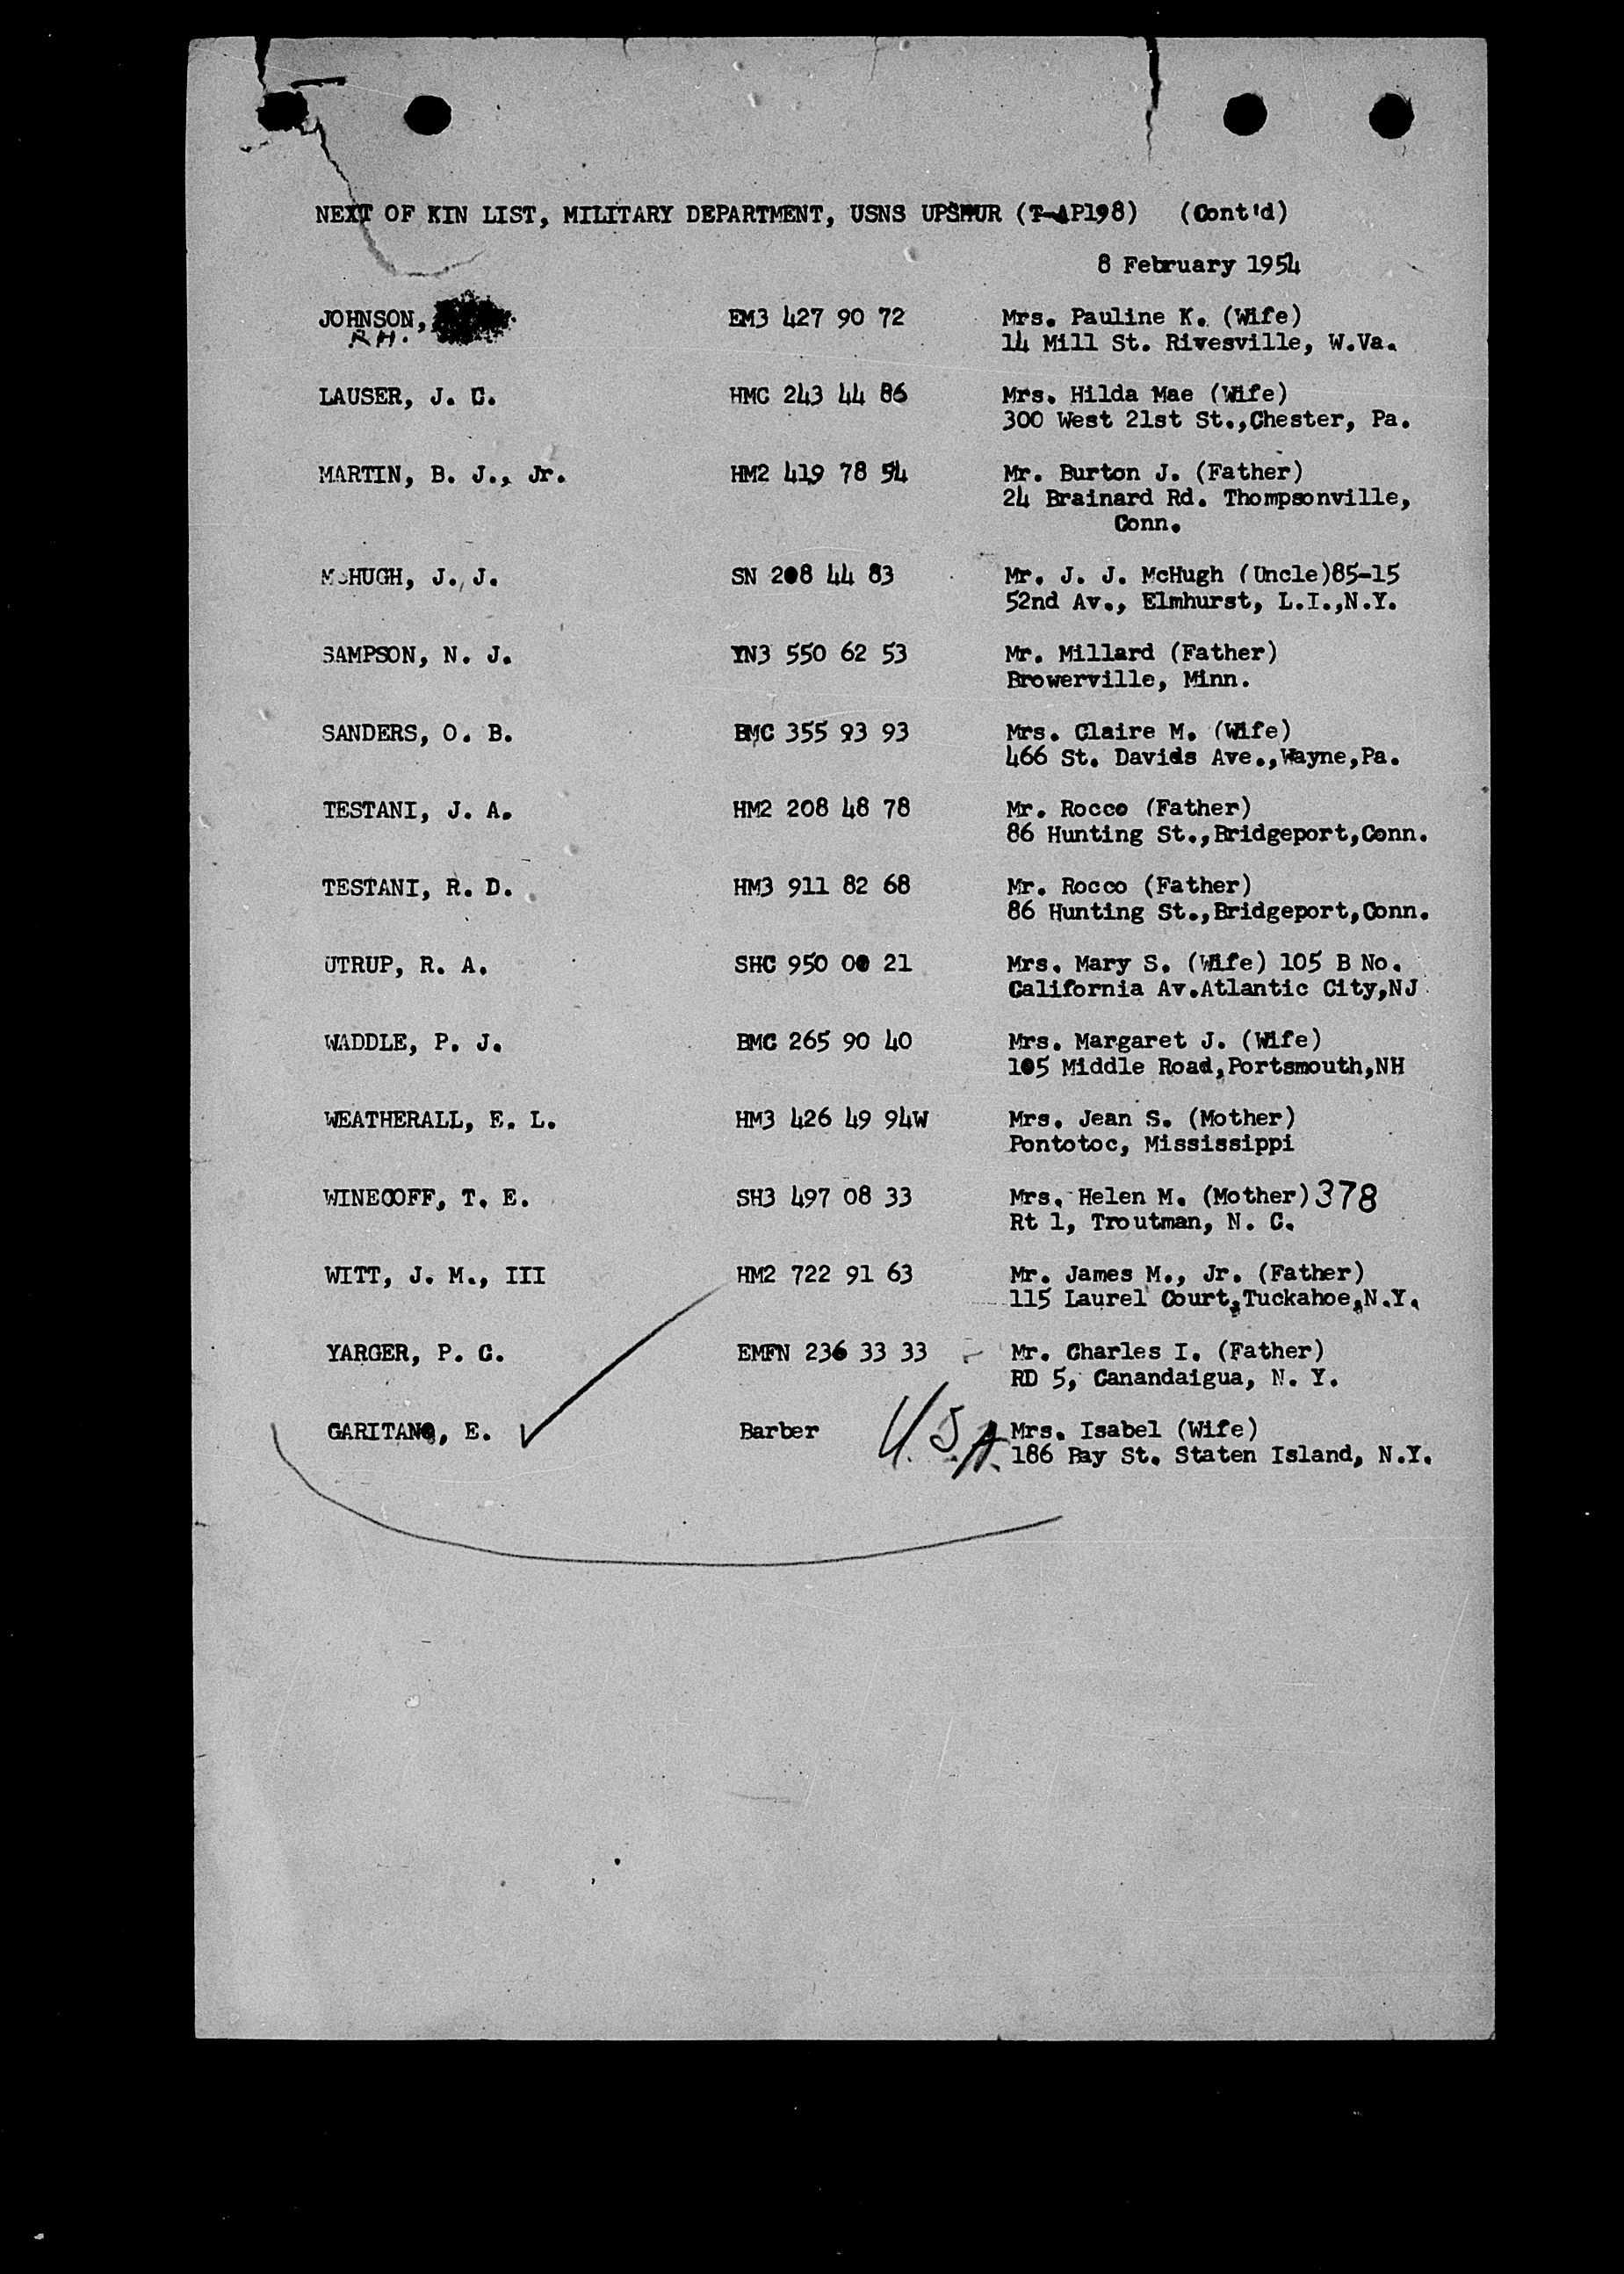 NEXT OF KIN LIST, MILITARY DEPARTMENT, USNS UPSHUR (T-AP198) (Cont'd)
8 February 1954
JOHNSON, EM3 427 90 72 Mrs. Pauline K. (Wife)
R.H. 14 Mill St. Rivesville, W.Va.
LAUSER, J. C. HMC 243 44 86 Mrs. Hilda Mae (Wife)
300 West 21st St.,Chester, Pa.
MARTIN, B. J., Jr. HM2 419 78 54 Mr. Burton J. (Father)
24 Brainard Rd. Thompsonville,
Conn.
McHUGH, J. J. SN 208 44 83 Mr. J. J. McHugh (Uncle)85-15
52nd Av., Elmhurst, L.I.,N.Y.
SAMPSON, N. J. YN3 550 62 53 Mr. Millard (Father)
Browerville, Minn.
SANDERS, O. B. BMC 355 93 93 Mrs. Claire M. (Wife)
466 St. Davids Ave.,Wayne,Pa.
TESTANI, J. A. HM2 208 48 78 Mr. Rocco (Father)
86 Hunting St.,Bridgeport,Conn.
TESTANI, R. D. HM3 911 82 68 Mr. Rocco (Father)
86 Hunting St.,Bridgeport,Conn.
UTRUP, R. A. SHC 950 00 21 Mrs. Mary S. (Wife) 105 B No.
California Av.Atlantic City,NJ
WADDLE, P. J. BMC 265 90 40 Mrs. Margaret J. (Wife)
105 Middle Road,Portsmouth,NH
WEATHERALL, E. L. HM3 426 49 94W Mrs. Jean S. (Mother)
Pontotoc, Mississippi
WINECOFF, T. E. SH3 497 08 33 Mrs. Helen M. (Mother) 378
Rt 1, Troutman, N. C.
WITT, J. M., III HM2 722 91 63 Mr. James M., Jr. (Father)
115 Laurel Court,Tuckahoe,N.Y.
YARGER, P. C. EMFN 236 33 33 Mr. Charles I. (Father)
RD 5, Canandaigua, N. Y.
GARITANO, E. Barber U.S.A. Mrs. Isabel (Wife)
186 Bay St. Staten Island, N.Y.